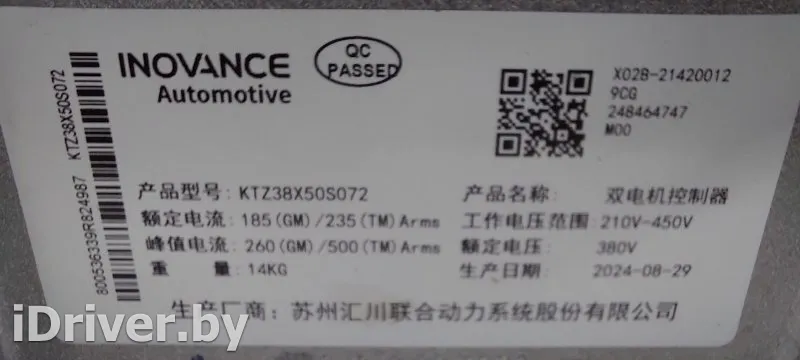 INOVANCE
Automotive
QC
PASSED
X02B-21420012
9CG
248464747
M00
KTZ38X50S072
800536339R824987
产品型号: KTZ38X50S072
产品名称: 双电机控制器
额定电流: 185(GM)/235(TM)Arms
工作电压范围: 210V-450V
峰值电流: 260(GM)/500(TM)Arms
额定电压: 380V
重 量: 14KG
生产日期: 2024-08-29
生产厂商: 苏州汇川联合动力系统股份有限公司
iDriver.by